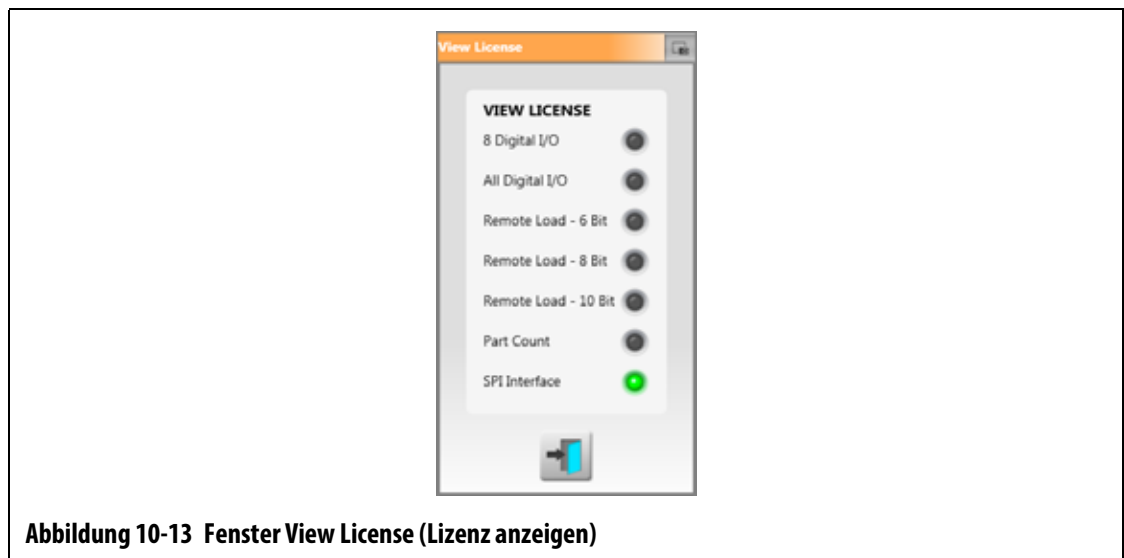 View License
VIEW LICENSE
8 Digital I/O
All Digital I/O
Remote Load - 6 Bit
Remote Load - 8 Bit
Remote Load - 10 Bit
Part Count
SPI Interface
Abbildung 10-13 Fenster View License (Lizenz anzeigen)